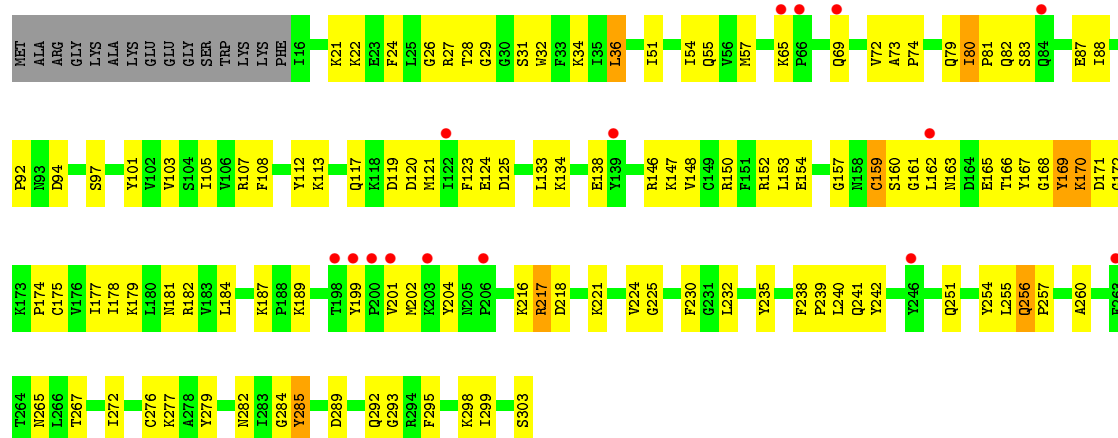 MET ALA ARG GLY LYS ALA LYS GLU GLU GLY SER TRP LYS LYS PHE I16 K21 K22 E23 F24 L25 G26 R27 T28 G29 G30 S31 W32 F33 K34 I35 L36 I51 I54 Q55 V56 M57 K65 P66 Q69 V72 A73 P74 Q79 I80 P81 Q82 S83 Q84 E87 I88
P92 N93 D94 S97 Y101 V102 V103 S104 I105 V106 R107 F108 Y112 K113 Q117 K118 D119 D120 M121 I122 F123 E124 D125 L133 K134 E138 Y139 R146 K147 V148 C149 R150 F151 R152 L153 E154 G157 N158 C159 S160 G161 L162 N163 D164 E165 T166 Y167 G168 Y169 K170 D171 G172
K173 P174 C175 V176 I177 I178 K179 L180 N181 R182 V183 L184 K187 P188 K189 T198 Y199 P200 V201 M202 K203 Y204 N205 P206 K216 R217 D218 K221 V224 G225 F230 G231 L232 Y235 F238 P239 L240 Q241 Y242 Y246 Q251 Y254 L255 Q256 P257 A260 E263
T264 N265 L266 T267 I272 C276 K277 A278 Y279 N282 I283 G284 Y285 D289 Q292 G293 R294 F295 K298 I299 S303